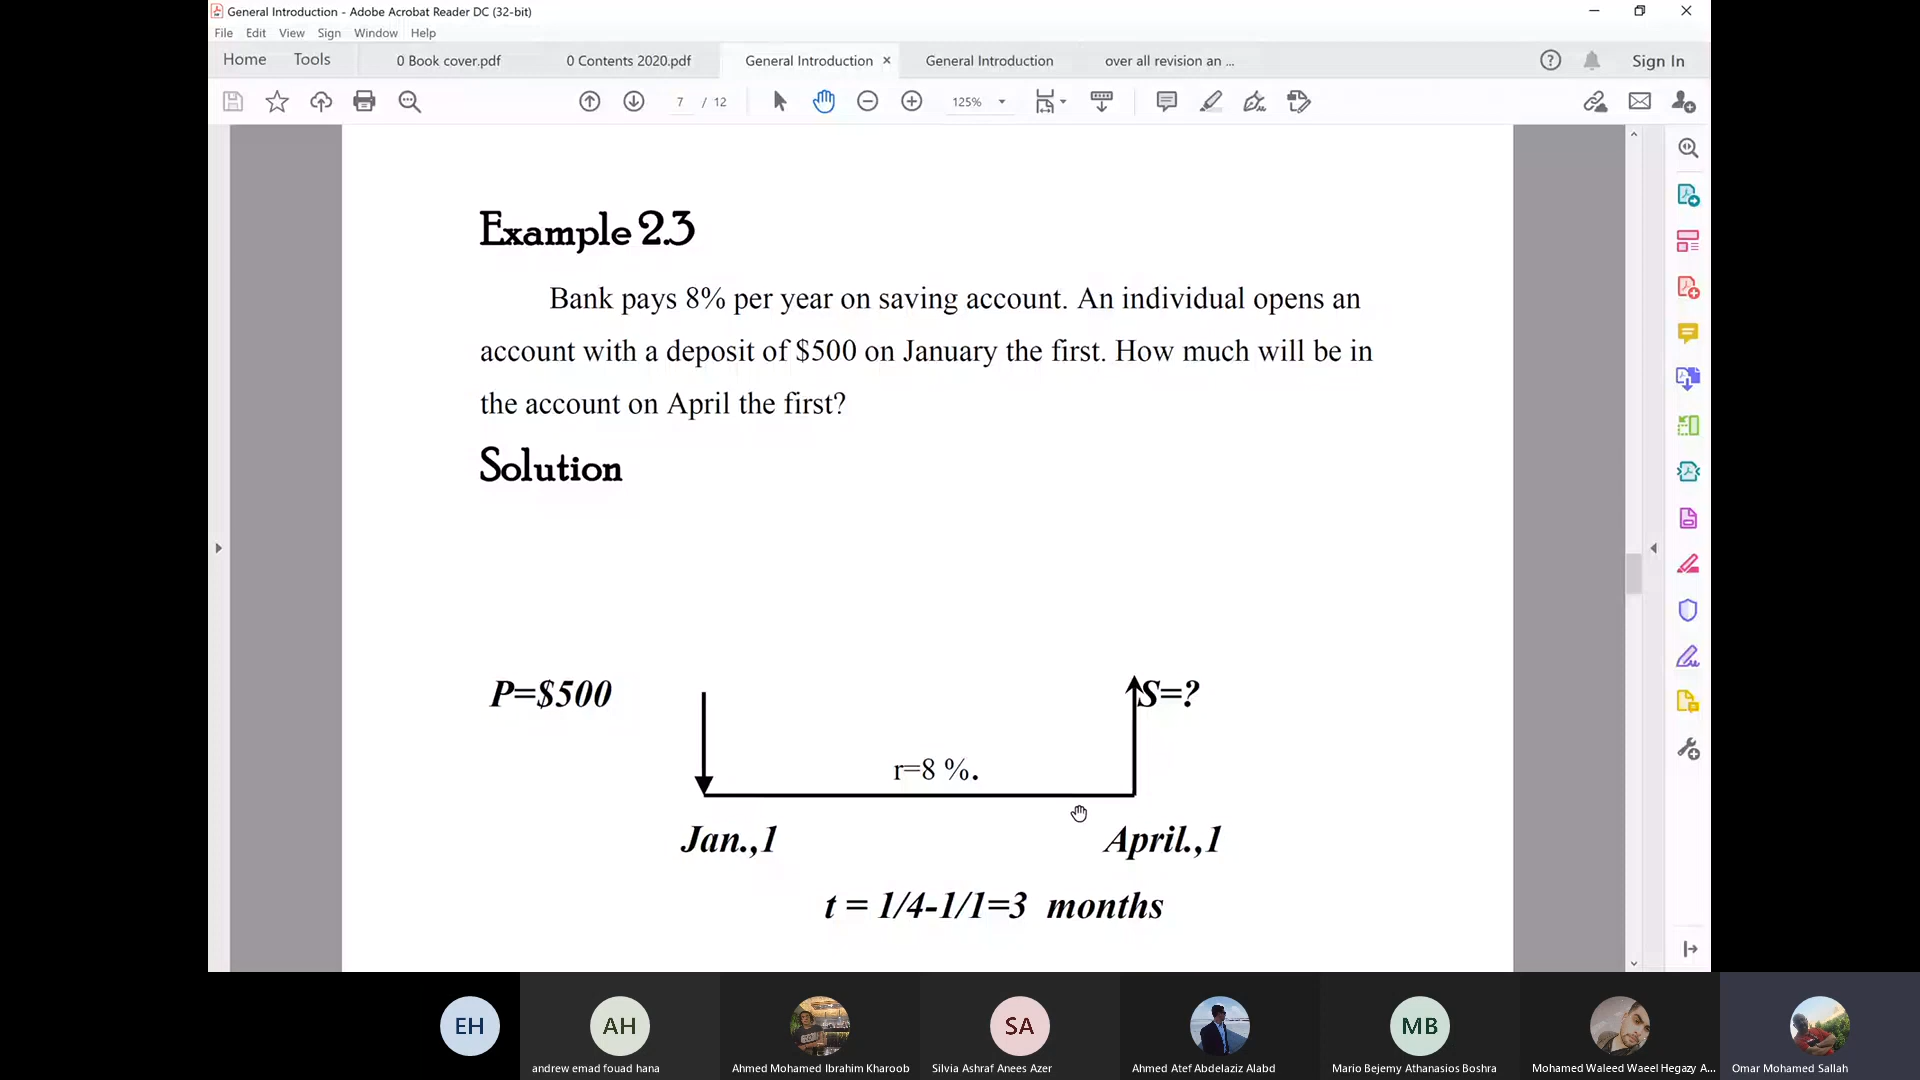 General Introduction - Adobe Acrobat Reader DC (32-bit)
File Edit View Sign Window Help
Home Tools 0 Book cover.pdf 0 Contents 2020.pdf General Introduction × General Introduction over all revision an ... Sign In
7 / 12 125%
Example 2.3
Bank pays 8% per year on saving account. An individual opens an
account with a deposit of $500 on January the first. How much will be in
the account on April the first?
Solution
P=$500 S=?
r=8 %.
Jan.,1 April.,1
t = 1/4-1/1=3 months
EH AH SA MB
andrew emad fouad hana Ahmed Mohamed Ibrahim Kharoob Silvia Ashraf Anees Azer Ahmed Atef Abdelaziz Alabd Mario Bejemy Athanasios Boshra Mohamed Waleed Waeel Hegazy A... Omar Mohamed Sallah